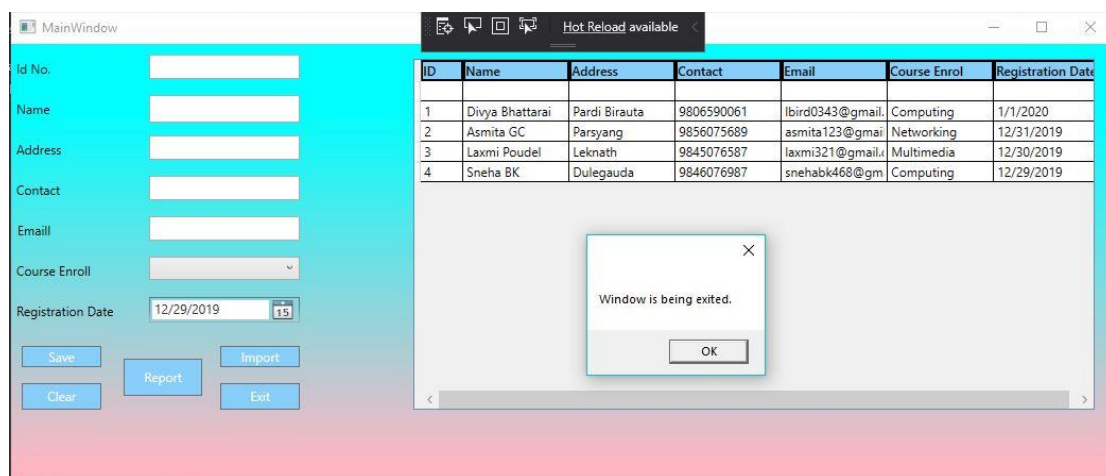 MainWindow
Hot Reload available
Id No.
Name
Address
Contact
Emaill
Course Enroll
Registration Date 12/29/2019 15
Save Import
Report
Clear Exit
ID Name Address Contact Email Course Enrol Registration Date
1 Divya Bhattarai Pardi Birauta 9806590061 lbird0343@gmail. Computing 1/1/2020
2 Asmita GC Parsyang 9856075689 asmita123@gmai Networking 12/31/2019
3 Laxmi Poudel Leknath 9845076587 laxmi321@gmail. Multimedia 12/30/2019
4 Sneha BK Dulegauda 9846076987 snehabk468@gm Computing 12/29/2019
Window is being exited.
OK